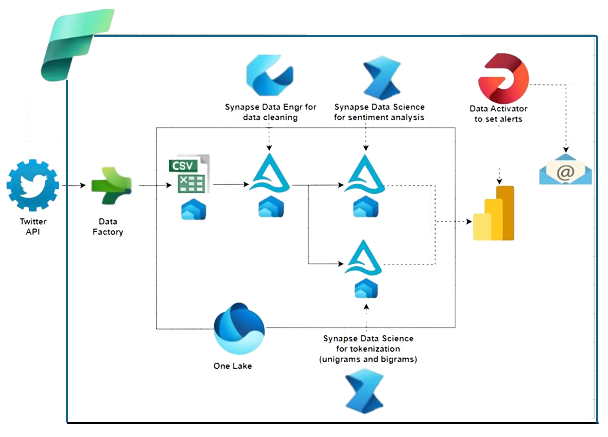 Synapse Data Engr for
data cleaning
Synapse Data Science
for sentiment analysis
Data Activator
to set alerts
CSV
@
Twitter
API
Data
Factory
One Lake
Synapse Data Science
for tokenization
(unigrams and bigrams)